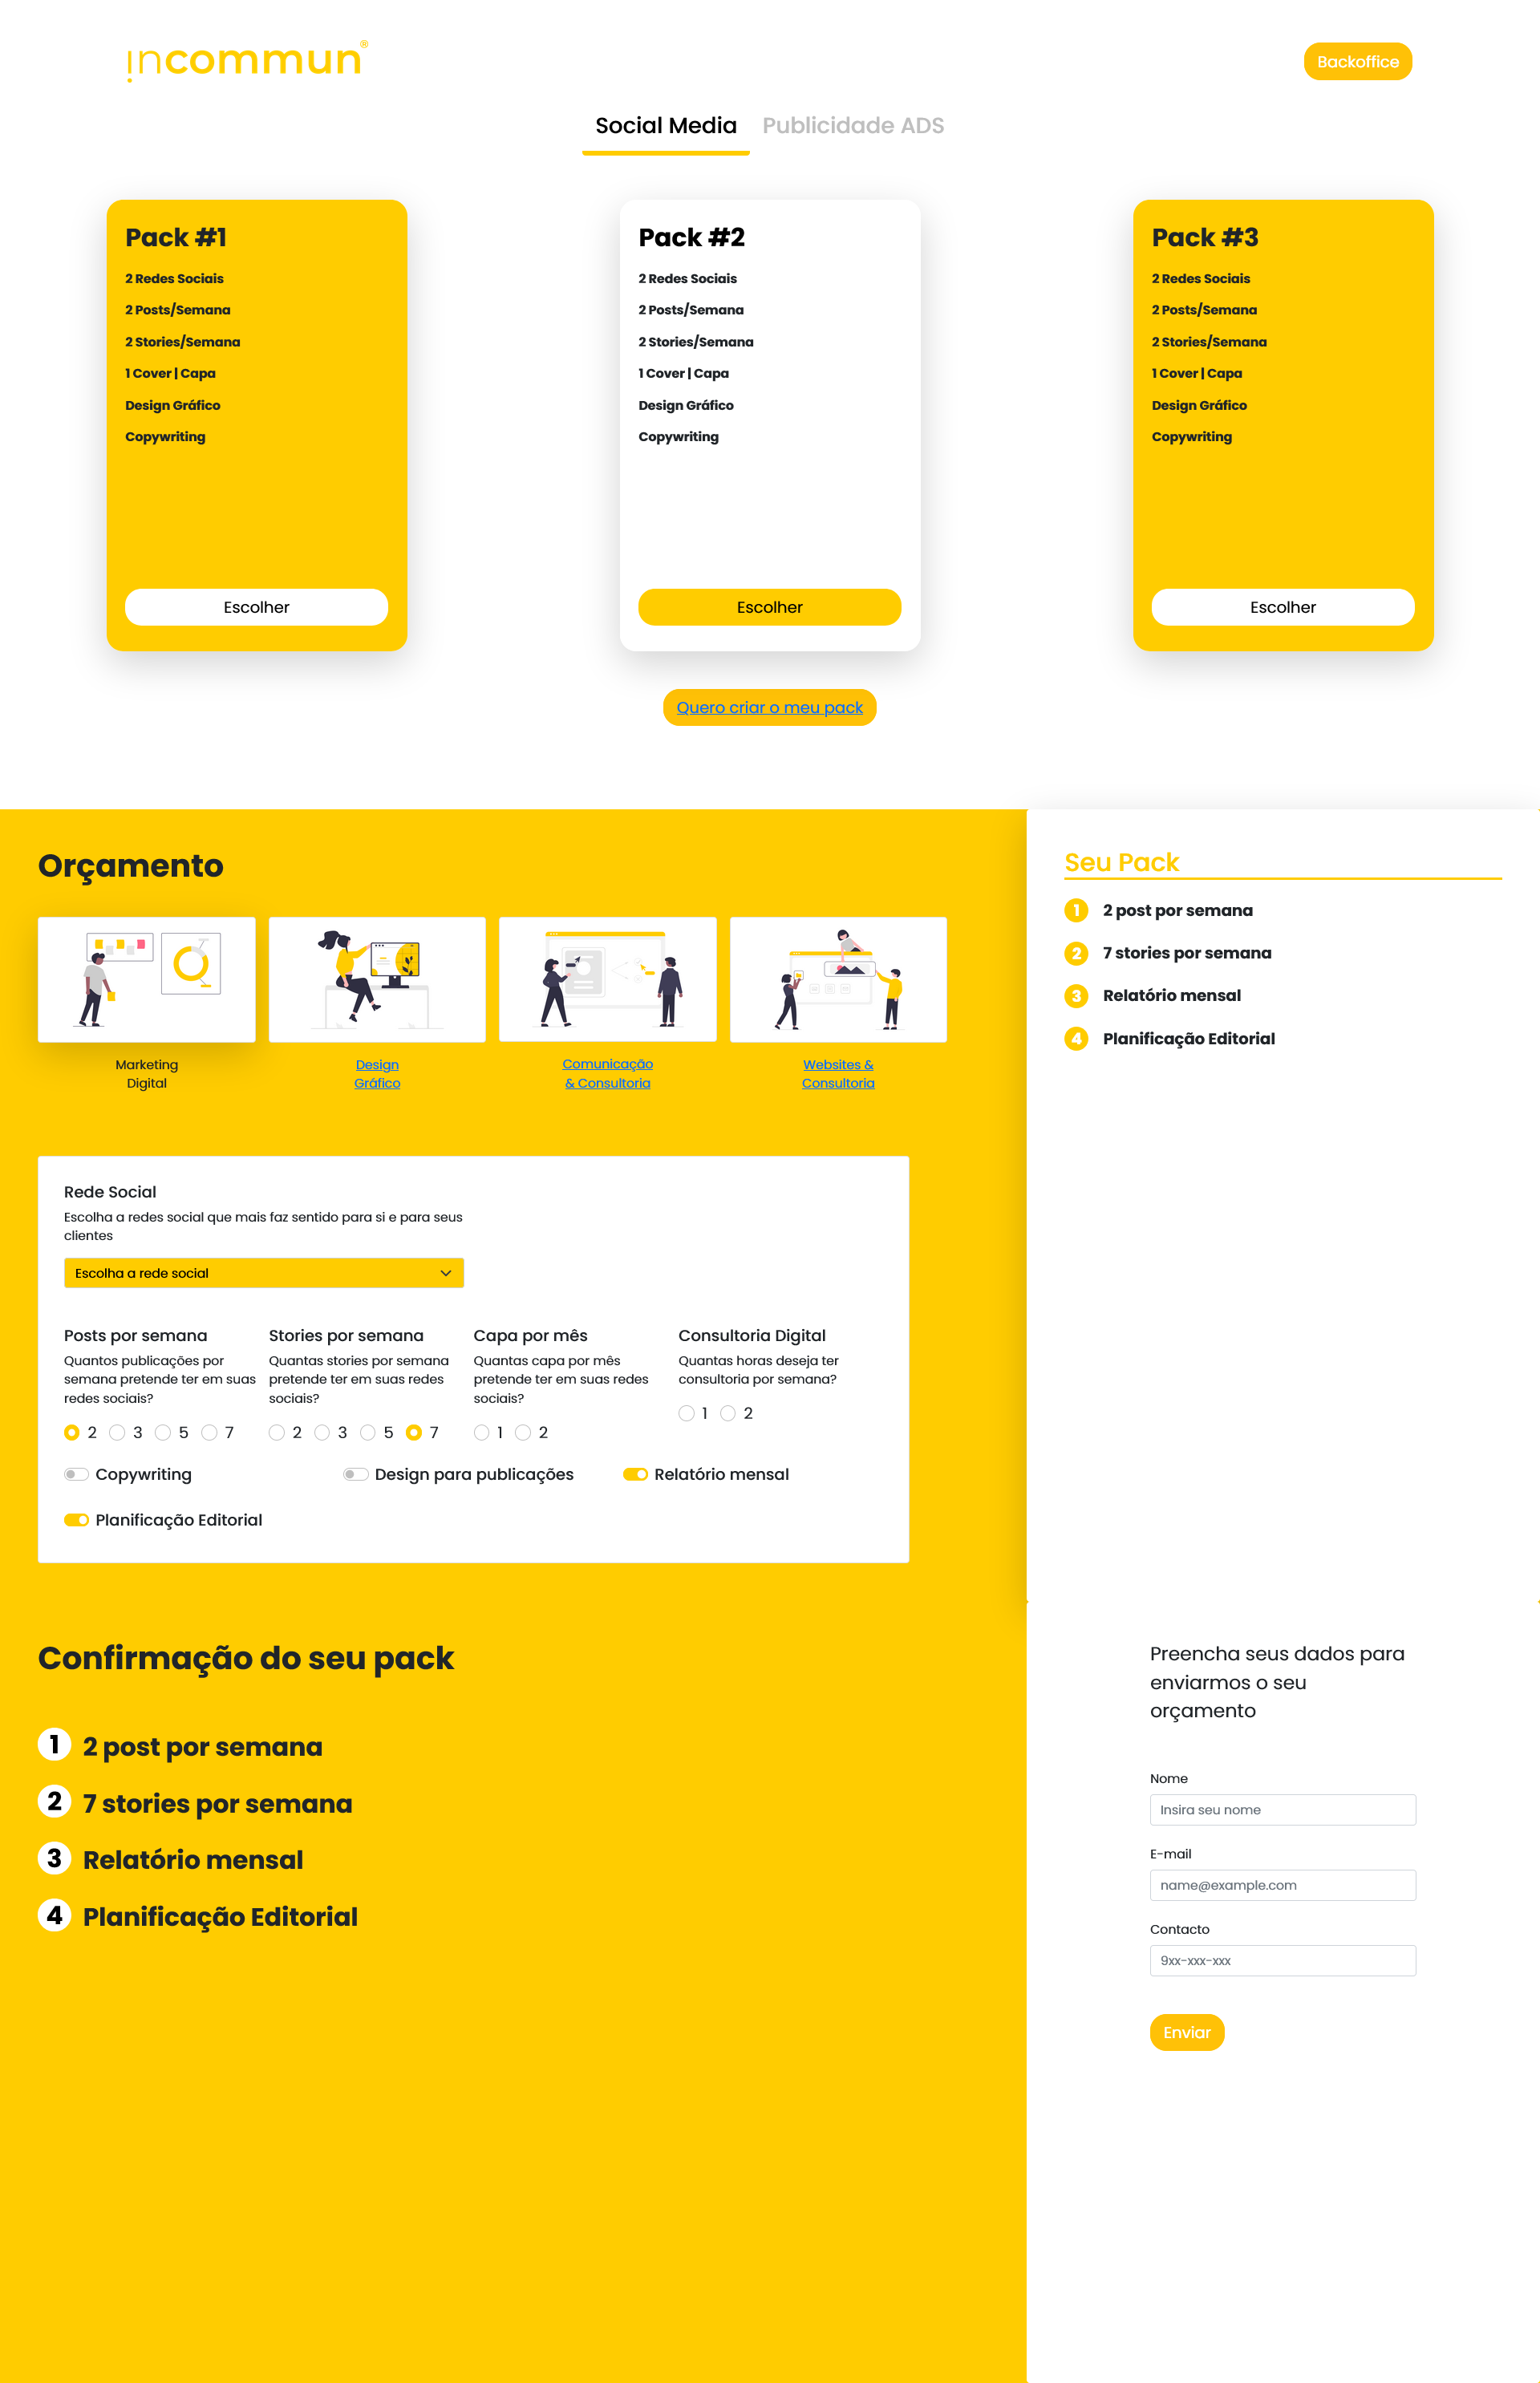 incommun®
Backoffice
Social Media
Publicidade ADS
Pack #1
2 Redes Sociais
2 Posts/Semana
2 Stories/Semana
1 Cover | Capa
Design Gráfico
Copywriting
Escolher
Pack #2
2 Redes Sociais
2 Posts/Semana
2 Stories/Semana
1 Cover | Capa
Design Gráfico
Copywriting
Escolher
Pack #3
2 Redes Sociais
2 Posts/Semana
2 Stories/Semana
1 Cover | Capa
Design Gráfico
Copywriting
Escolher
Quero criar o meu pack
Orçamento
Marketing
Digital
Design
Gráfico
Comunicação
& Consultoria
Websites &
Consultoria
Rede Social
Escolha a redes social que mais faz sentido para si e para seus
clientes
Escolha a rede social
Posts por semana
Quantos publicações por
semana pretende ter em suas
redes sociais?
2 3 5 7
Stories por semana
Quantas stories por semana
pretende ter em suas redes
sociais?
2 3 5 7
Capa por mês
Quantas capa por mês
pretende ter em suas redes
sociais?
1 2
Consultoria Digital
Quantas horas deseja ter
consultoria por semana?
1 2
Copywriting
Design para publicações
Relatório mensal
Planificação Editorial
Seu Pack
1 2 post por semana
2 7 stories por semana
3 Relatório mensal
4 Planificação Editorial
Confirmação do seu pack
1 2 post por semana
2 7 stories por semana
3 Relatório mensal
4 Planificação Editorial
Preencha seus dados para
enviarmos o seu
orçamento
Nome
Insira seu nome
E-mail
name@example.com
Contacto
9xx-xxx-xxx
Enviar